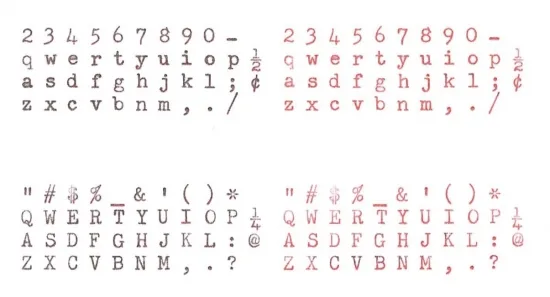 2 3 4 5 6 7 8 9 0 - 2 3 4 5 6 7 8 9 0 -
q w e r t y u i o p ½ q w e r t y u i o p ½
a s d f g h j k l ; ¢ a s d f g h j k l ; ¢
z x c v b n m , . / z x c v b n m , . /
" # $ % _ & ' ( ) * " # $ % _ & ' ( ) *
Q W E R T Y U I O P ¼ Q W E R T Y U I O P ¼
A S D F G H J K L : @ A S D F G H J K L : @
Z X C V B N M , . ? Z X C V B N M , . ?